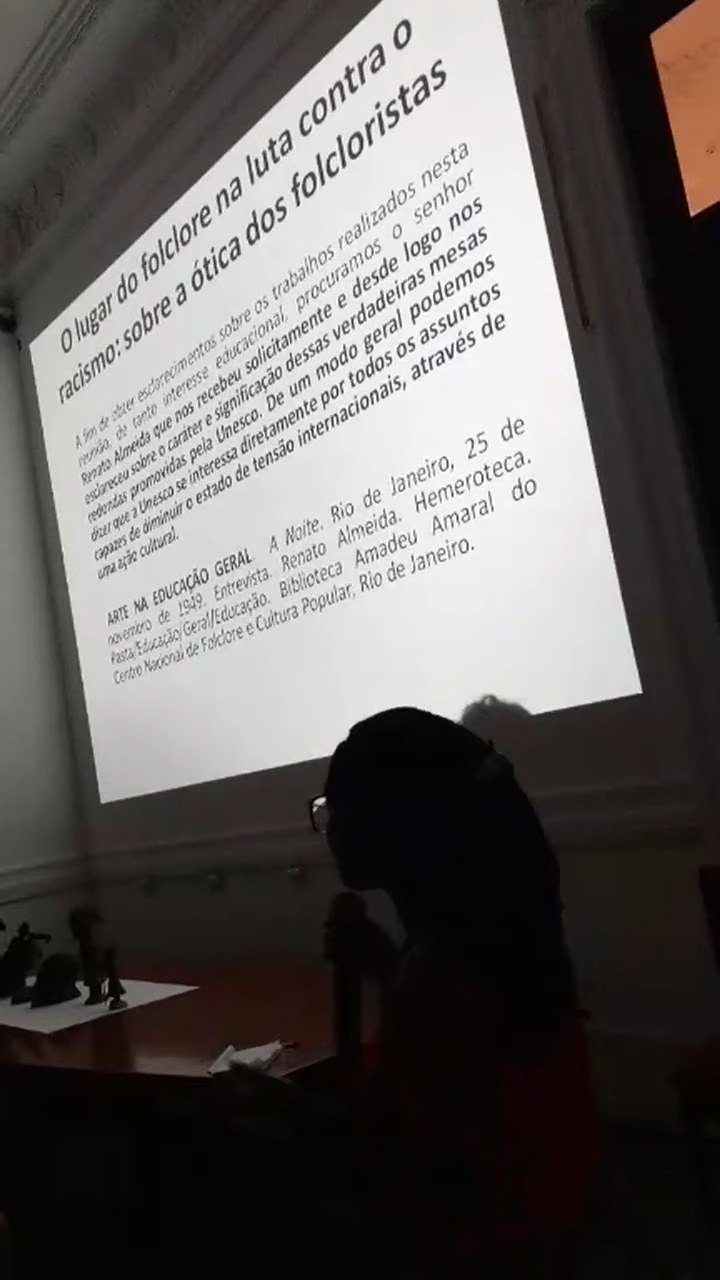 O lugar do folclore na luta contra o
racismo: sobre a ótica dos folcloristas
A fim de obter esclarecimentos sobre os trabalhos realizados nesta
reunião, de tanto interesse educacional, procuramos o senhor
Renato Almeida que nos recebeu solicitamente e desde logo nos
esclareceu sobre o caráter e significação dessas verdadeiras mesas
redondas promovidas pela Unesco. De um modo geral podemos
dizer que a Unesco se interessa diretamente por todos os assuntos
capazes de diminuir o estado de tensão internacionais, através de
uma ação cultural.
ARTE NA EDUCAÇÃO GERAL. A Noite. Rio de Janeiro, 25 de
novembro de 1949. Entrevista. Renato Almeida. Hemeroteca.
Pasta/Educação/Geral/Educação. Biblioteca Amadeu Amaral do
Centro Nacional de Folclore e Cultura Popular, Rio de Janeiro.